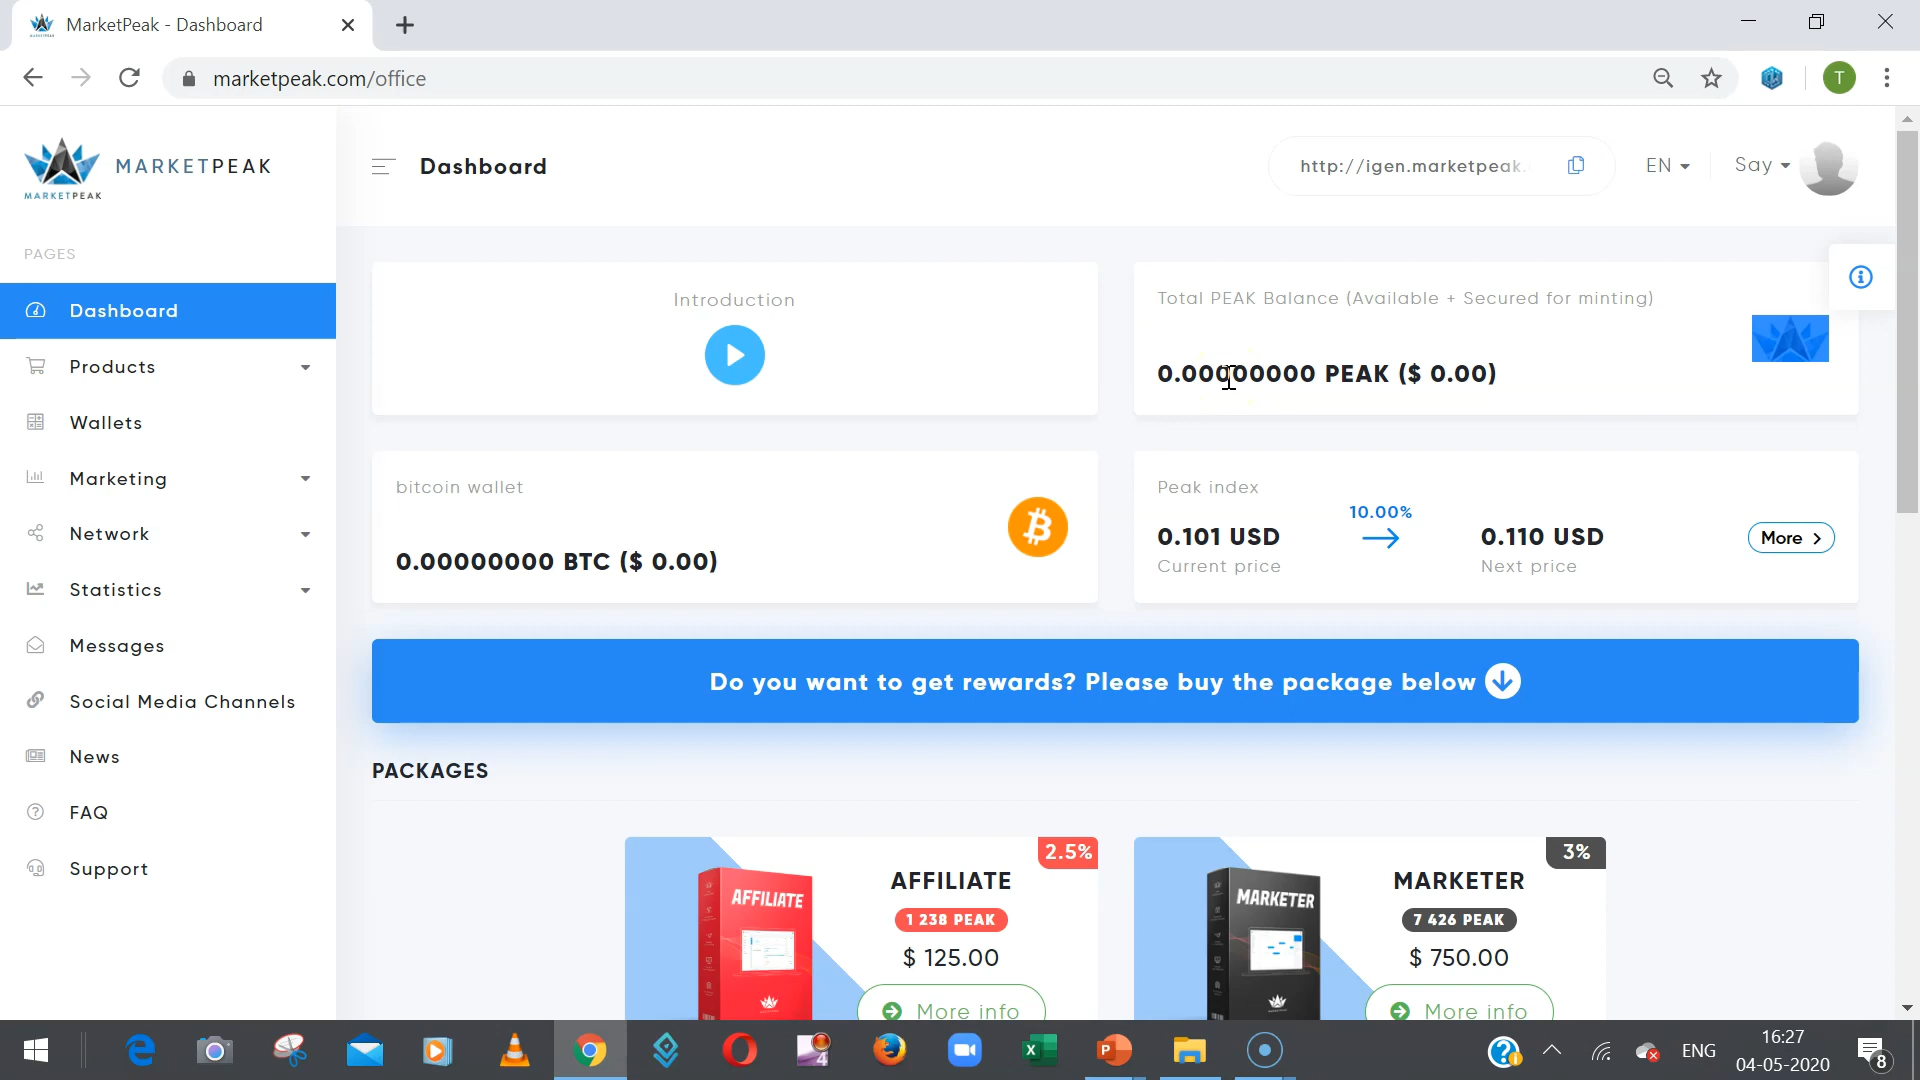 MarketPeak - Dashboard
marketpeak.com/office
T
MARKETPEAK
MARKETPEAK
Dashboard
http://igen.marketpeak.
EN
Say
PAGES
Dashboard
Products
Wallets
Marketing
Network
Statistics
Messages
Social Media Channels
News
FAQ
Support
Introduction
Total PEAK Balance (Available + Secured for minting)
0.00000000 PEAK ($ 0.00)
bitcoin wallet
0.00000000 BTC ($ 0.00)
Peak index
0.101 USD
Current price
10.00%
0.110 USD
Next price
More
Do you want to get rewards? Please buy the package below
PACKAGES
2.5%
AFFILIATE
AFFILIATE
1 238 PEAK
$ 125.00
More info
3%
MARKETER
MARKETER
7 426 PEAK
$ 750.00
More info
4
ENG
16:27
04-05-2020
8